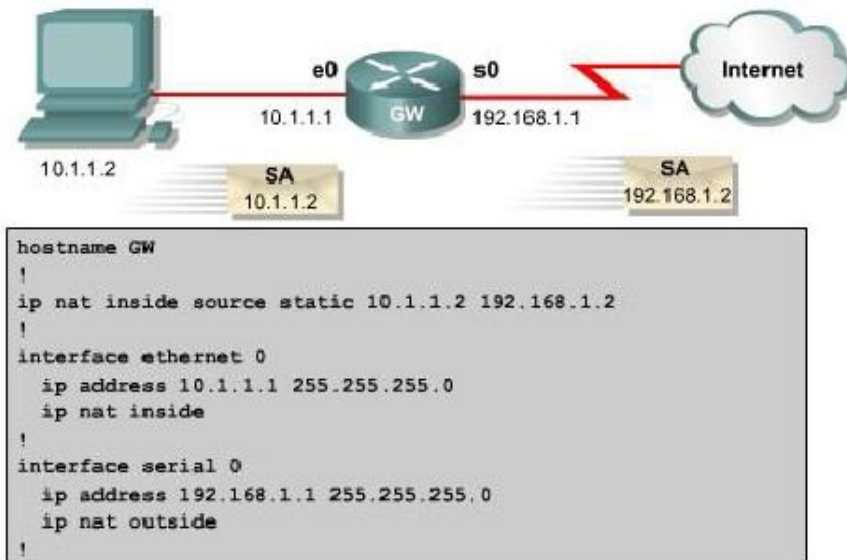 e0
s0
Internet
10.1.1.1
GW
192.168.1.1
10.1.1.2
SA
10.1.1.2
SA
192.168.1.2
hostname GW
!
ip nat inside source static 10.1.1.2 192.168.1.2
!
interface ethernet 0
ip address 10.1.1.1 255.255.255.0
ip nat inside
!
interface serial 0
ip address 192.168.1.1 255.255.255.0
ip nat outside
!